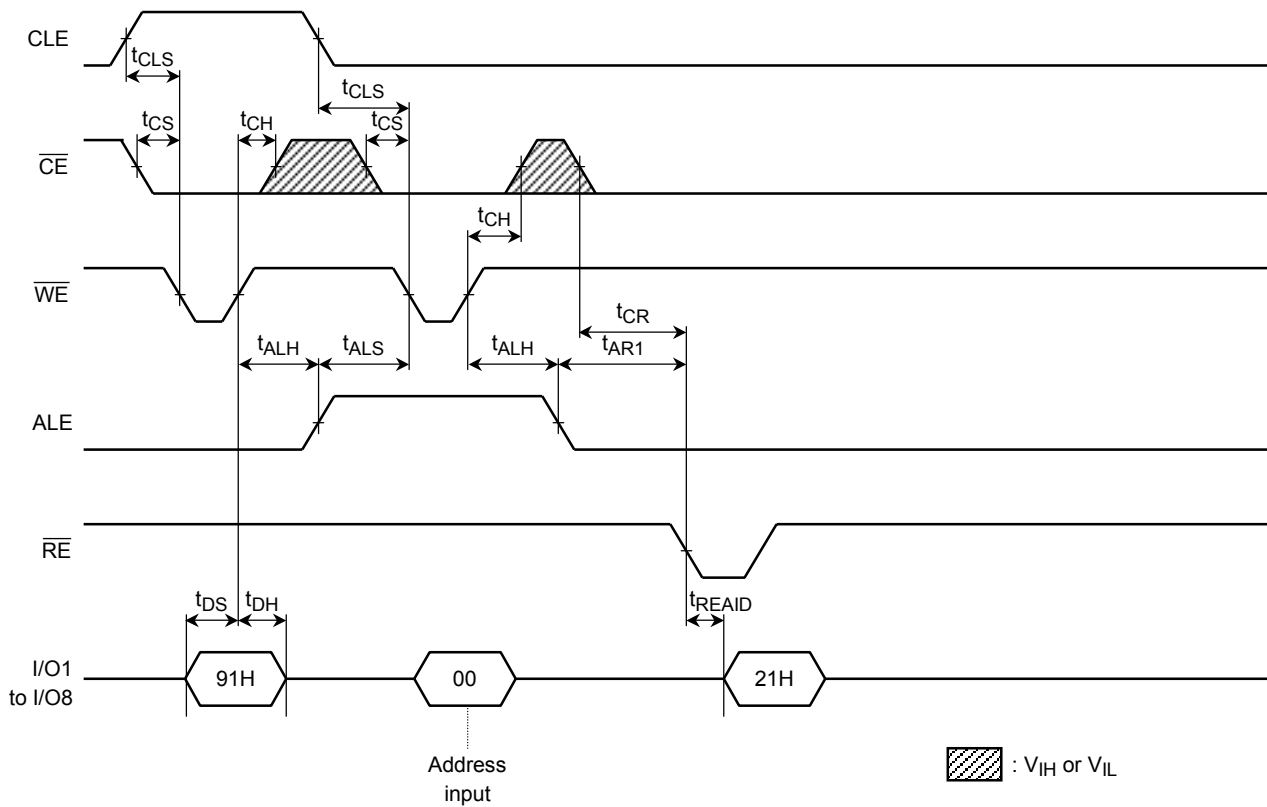 CLE
tCLS
tCLS
tCS
tCH
tCS
CE
tCH
WE
tCR
tALH
tALS
tALH
tAR1
ALE
RE
tDS
tDH
tREAID
I/O1
to I/O8
91H
00
21H
Address
input
: VIH or VIL